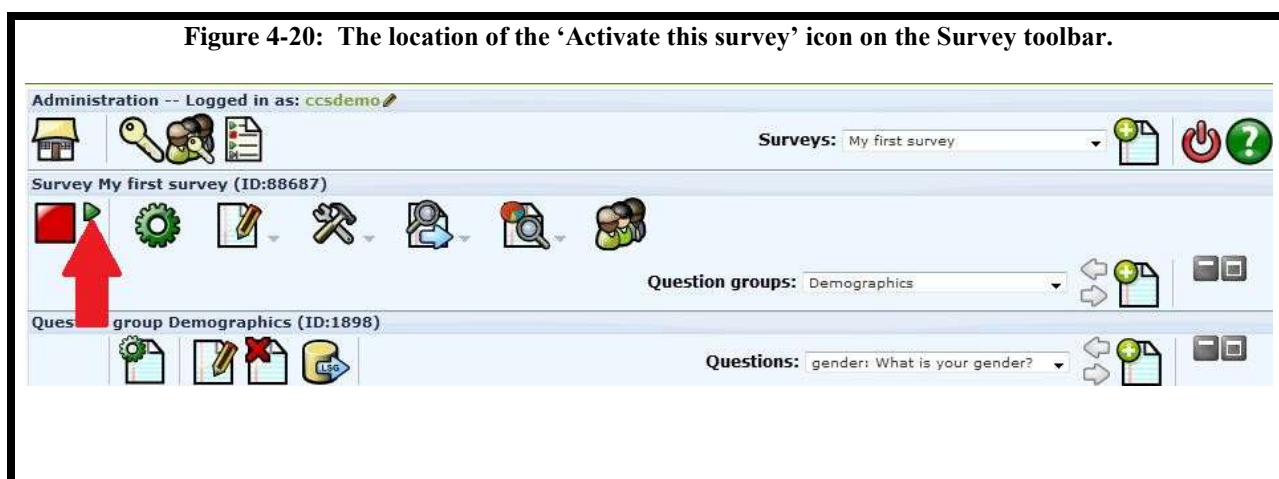 Figure 4-20:  The location of the ‘Activate this survey’ icon on the Survey toolbar.
Administration -- Logged in as: ccsdemo
Surveys: My first survey
Survey My first survey (ID:88687)
Question groups: Demographics
Ques group Demographics (ID:1898)
LSG
Questions: gender: What is your gender?